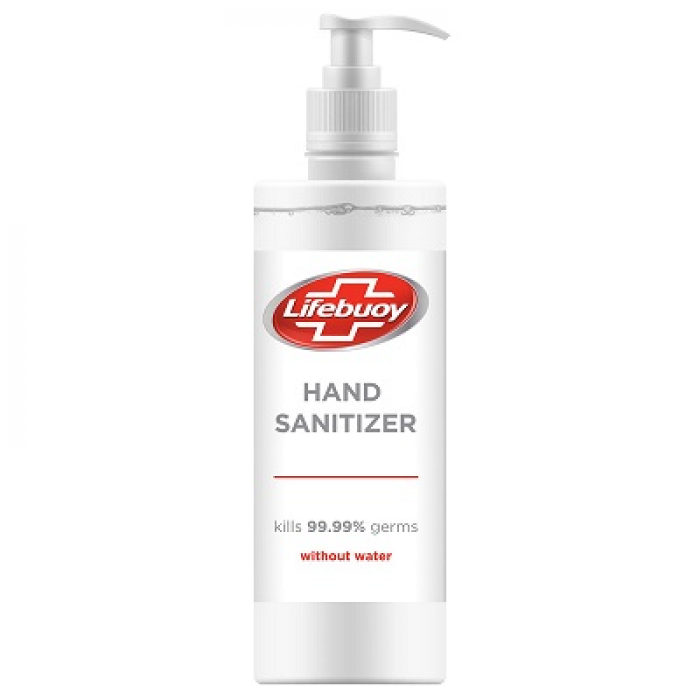 Lifebuoy
HAND
SANITIZER
kills 99.99% germs
without water